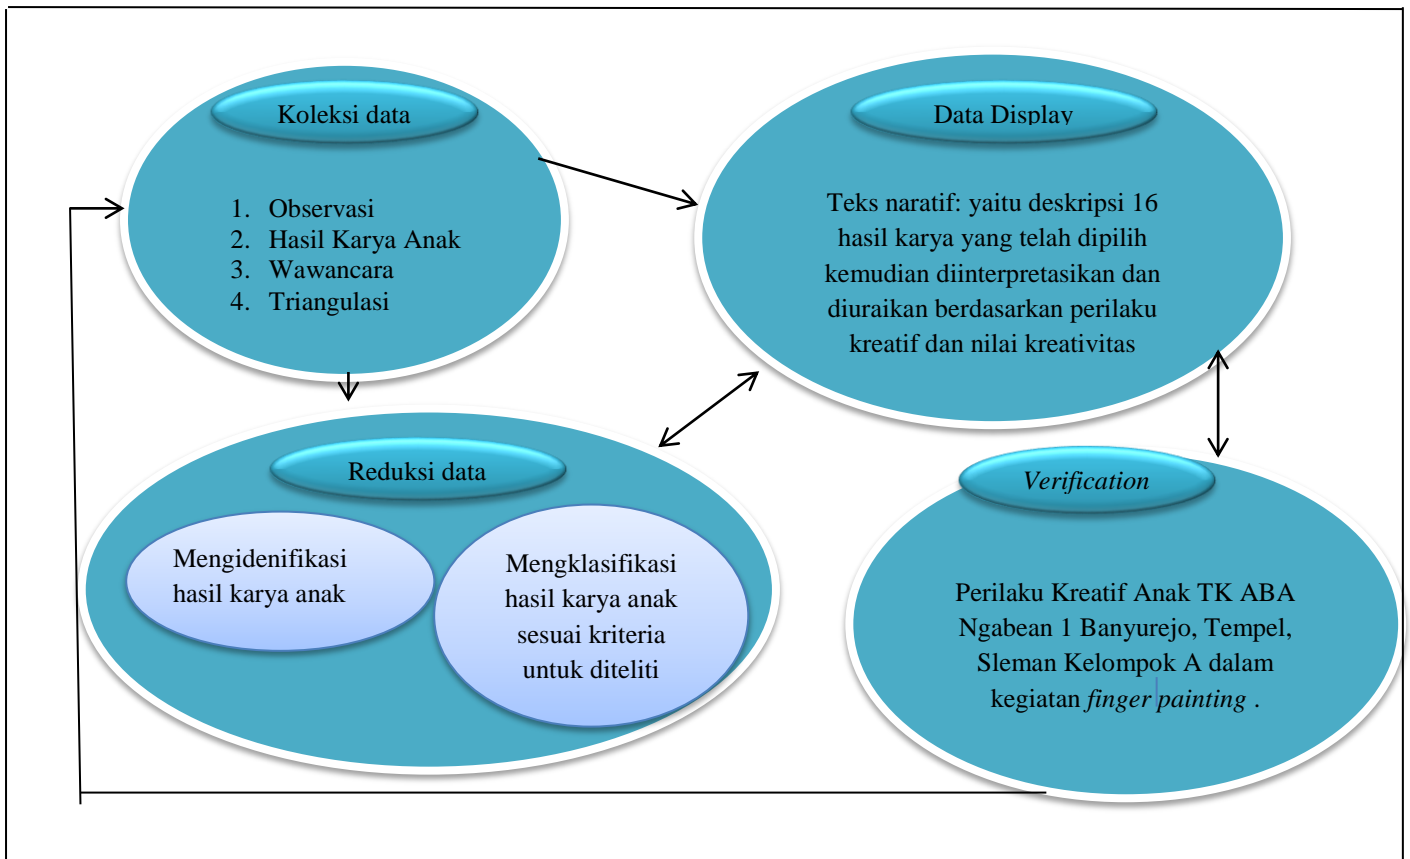 Koleksi data
1. Observasi
2. Hasil Karya Anak
3. Wawancara
4. Triangulasi
Data Display
Teks naratif: yaitu deskripsi 16
hasil karya yang telah dipilih
kemudian diinterpretasikan dan
diuraikan berdasarkan perilaku
kreatif dan nilai kreativitas
Reduksi data
Mengidenifikasi
hasil karya anak
Mengklasifikasi
hasil karya anak
sesuai kriteria
untuk diteliti
Verification
Perilaku Kreatif Anak TK ABA
Ngabean 1 Banyurejo, Tempel,
Sleman Kelompok A dalam
kegiatan finger painting .